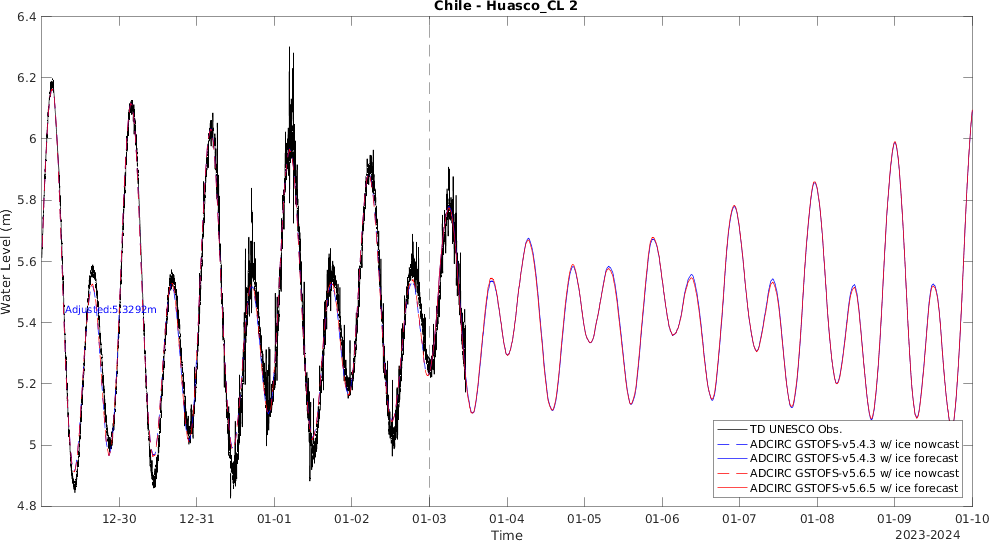 Chile - Huasco_CL 2
6.4
6.2
6
5.8
5.6
5.4
5.2
5
4.8
Water Level (m)
Adjusted:5.3292m
TD UNESCO Obs.
ADCIRC GSTOFS-v5.4.3 w/ ice nowcast
ADCIRC GSTOFS-v5.4.3 w/ ice forecast
ADCIRC GSTOFS-v5.6.5 w/ ice nowcast
ADCIRC GSTOFS-v5.6.5 w/ ice forecast
12-30 12-31 01-01 01-02 01-03 01-04 01-05 01-06 01-07 01-08 01-09 01-10
Time
2023-2024